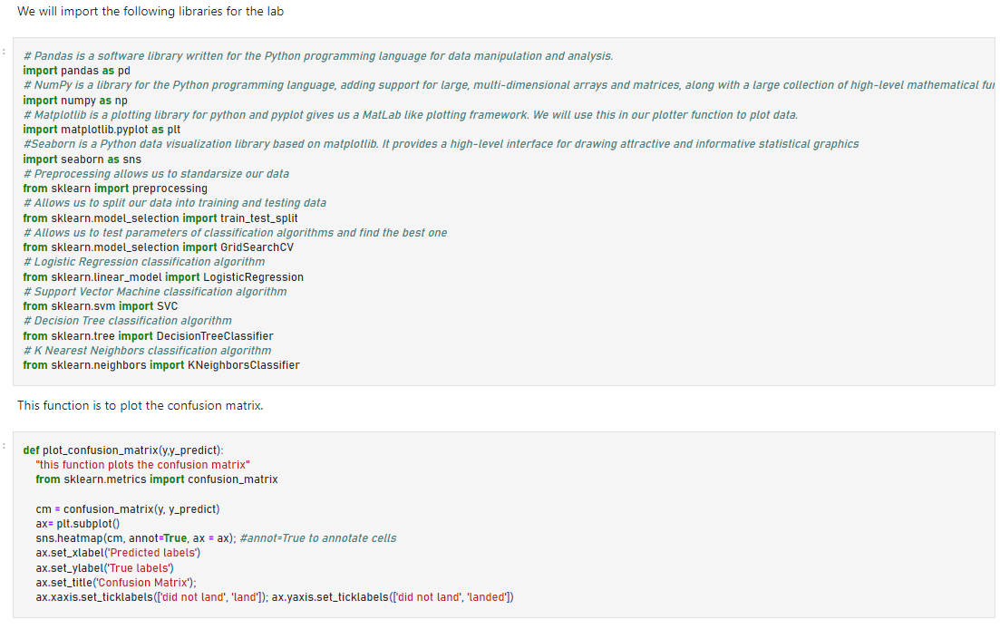 We will import the following libraries for the lab
:
# Pandas is a software library written for the Python programming language for data manipulation and analysis.
import pandas as pd
# NumPy is a library for the Python programming language, adding support for large, multi-dimensional arrays and matrices, along with a large collection of high-level mathematical
import numpy as np
# Matplotlib is a plotting library for python and pyplot gives us a MatLab like plotting framework. We will use this in our plotter function to plot data.
import matplotlib.pyplot as plt
#Seaborn is a Python data visualization library based on matplotlib. It provides a high-level interface for drawing attractive and informative statistical graphics
import seaborn as sns
# Preprocessing allows us to standarsize our data
from sklearn import preprocessing
# Allows us to split our data into training and testing data
from sklearn.model_selection import train_test_split
# Allows us to test parameters of classification algorithms and find the best one
from sklearn.model_selection import GridSearchCV
# Logistic Regression classification algorithm
from sklearn.linear_model import LogisticRegression
# Support Vector Machine classification algorithm
from sklearn.svm import SVC
# Decision Tree classification algorithm
from sklearn.tree import DecisionTreeClassifier
# K Nearest Neighbors classification algorithm
from sklearn.neighbors import KNeighborsClassifier
This function is to plot the confusion matrix.
:
def plot_confusion_matrix(y,y_predict):
    "this function plots the confusion matrix"
    from sklearn.metrics import confusion_matrix
    cm = confusion_matrix(y, y_predict)
    ax= plt.subplot()
    sns.heatmap(cm, annot=True, ax = ax); #annot=True to annotate cells
    ax.set_xlabel('Predicted labels')
    ax.set_ylabel('True labels')
    ax.set_title('Confusion Matrix');
    ax.xaxis.set_ticklabels(['did not land', 'land']); ax.yaxis.set_ticklabels(['did not land', 'landed'])